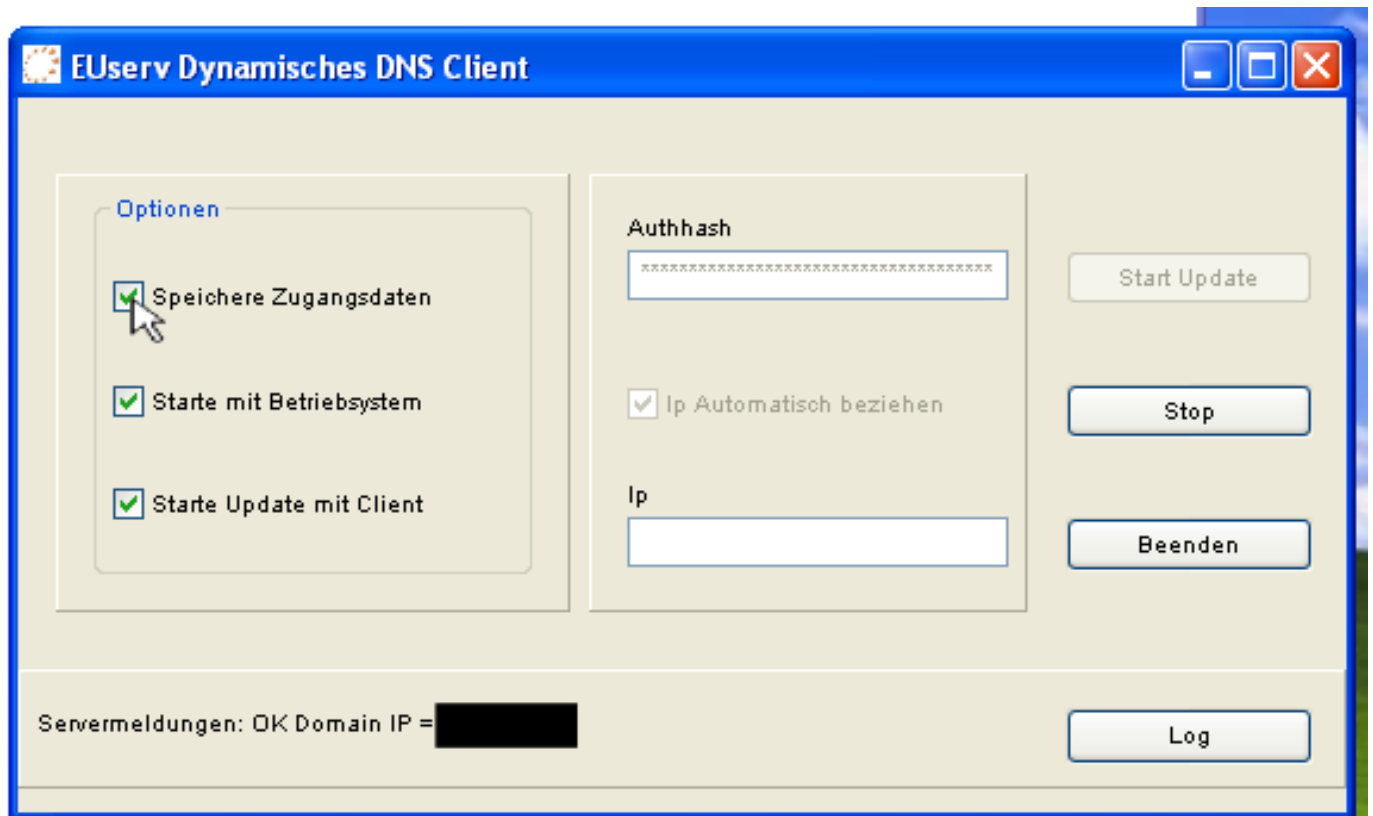 EUserv Dynamisches DNS Client
Optionen
Speichere Zugangsdaten
Starte mit Betriebsystem
Starte Update mit Client
Authhash
*************************************
Ip Automatisch beziehen
Ip
Start Update
Stop
Beenden
Servermeldungen: OK Domain IP =
Log